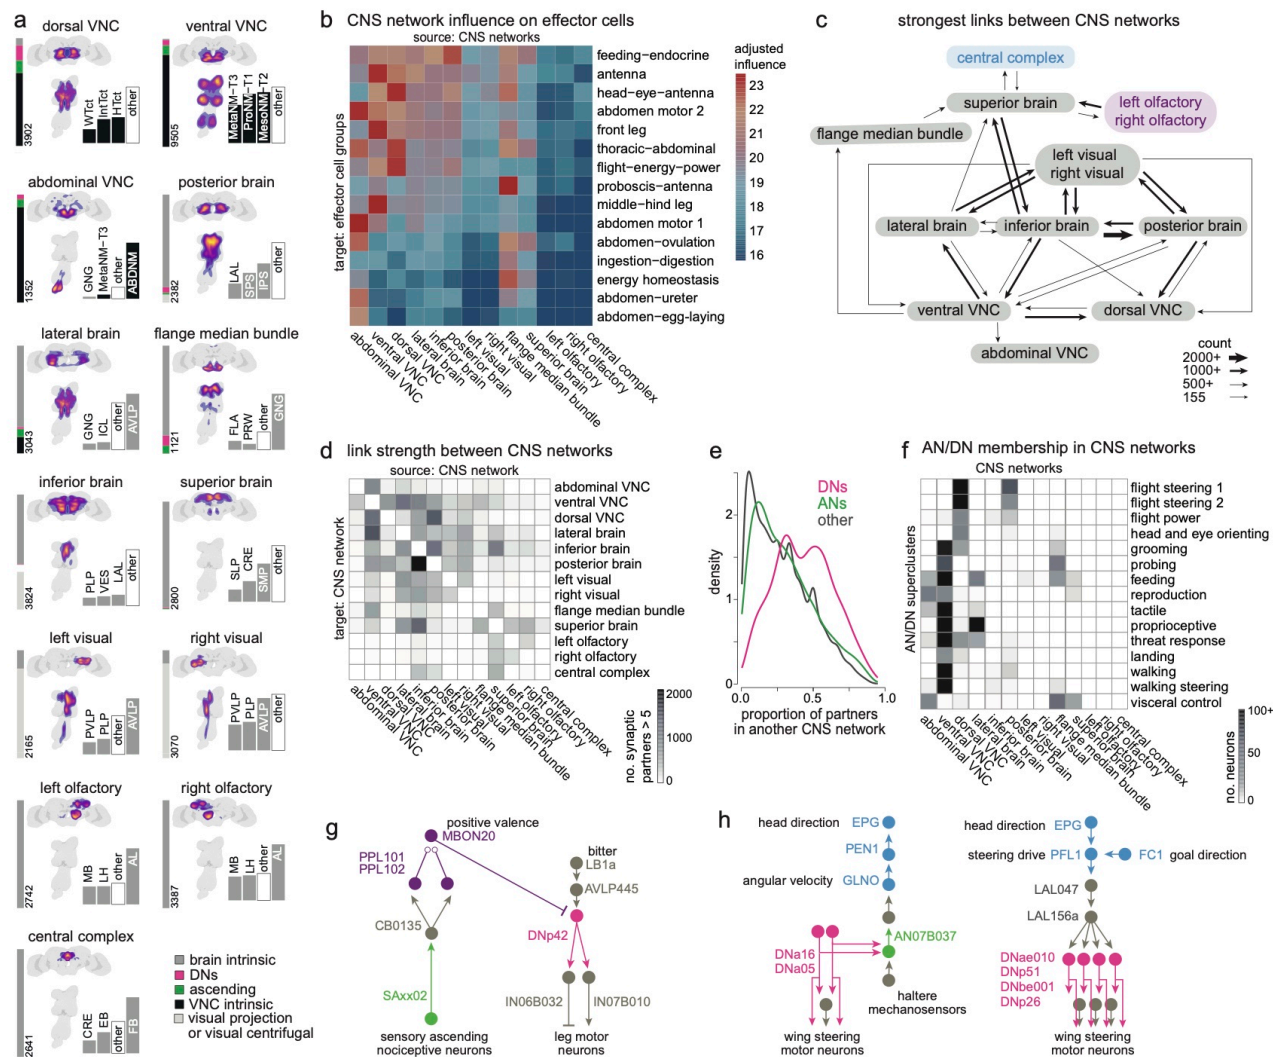 a
dorsal VNC
3902
WTct
IntTct
HTct
other
ventral VNC
9505
MetaNM-T3
ProNM-T1
MesoNM-T2
other
abdominal VNC
1352
GNG
MetaNM-T3
other
ABDNM
posterior brain
2382
LAL
SPS
IPS
other
lateral brain
3043
GNG
ICL
other
AVLP
flange median bundle
1121
FLA
PRW
other
GNG
inferior brain
3824
PLP
VES
LAL
other
superior brain
2800
SLP
CRE
SMP
other
left visual
2165
PVLP
PLP
other
AVLP
right visual
3070
PVLP
PLP
AVLP
other
left olfactory
2742
MB
LH
other
AL
right olfactory
3387
MB
LH
other
AL
central complex
2641
CRE
EB
other
FB
brain intrinsic
DNs
ascending
VNC intrinsic
visual projection
or visual centrifugal
b CNS network influence on effector cells
source: CNS networks
target: effector cell groups
feeding-endocrine
antenna
head-eye-antenna
abdomen motor 2
front leg
thoracic-abdominal
flight-energy-power
proboscis-antenna
middle-hind leg
abdomen motor 1
abdomen-ovulation
ingestion-digestion
energy homeostasis
abdomen-ureter
abdomen-egg-laying
abdominal VNC
ventral VNC
dorsal VNC
lateral brain
inferior brain
posterior brain
left visual
right visual
flange median bundle
superior brain
left olfactory
right olfactory
central complex
adjusted
influence
23
22
21
20
19
18
17
16
c strongest links between CNS networks
central complex
superior brain
left olfactory
right olfactory
flange median bundle
left visual
right visual
lateral brain
inferior brain
posterior brain
ventral VNC
dorsal VNC
abdominal VNC
count
2000+
1000+
500+
155
d link strength between CNS networks
source: CNS network
target: CNS network
abdominal VNC
ventral VNC
dorsal VNC
lateral brain
inferior brain
posterior brain
left visual
right visual
flange median bundle
superior brain
left olfactory
right olfactory
central complex
abdominal VNC
ventral VNC
dorsal VNC
lateral brain
inferior brain
posterior brain
left visual
right visual
flange median bundle
superior brain
left olfactory
right olfactory
central complex
no. synaptic
partners > 5
2000
1000
0
e
DNs
ANs
other
density
2
1
0
0.0
0.5
1.0
proportion of partners
in another CNS network
f AN/DN membership in CNS networks
CNS networks
AN/DN superclusters
flight steering 1
flight steering 2
flight power
head and eye orienting
grooming
probing
feeding
reproduction
tactile
proprioceptive
threat response
landing
walking
walking steering
visceral control
abdominal VNC
ventral VNC
dorsal VNC
lateral brain
inferior brain
posterior brain
left visual
right visual
flange median bundle
superior brain
left olfactory
right olfactory
central complex
no. neurons
100+
50
0
g
positive valence
MBON20
PPL101
PPL102
bitter
LB1a
AVLP445
CB0135
DNp42
SAxx02
IN06B032
IN07B010
sensory ascending
nociceptive neurons
leg motor
neurons
h
head direction EPG
PEN1
angular velocity GLNO
AN07B037
DNa16
DNa05
haltere
mechanosensors
wing steering
motor neurons
head direction EPG
steering drive PFL1
FC1 goal direction
LAL047
LAL156a
DNae010
DNp51
DNbe001
DNp26
wing steering
motor neurons